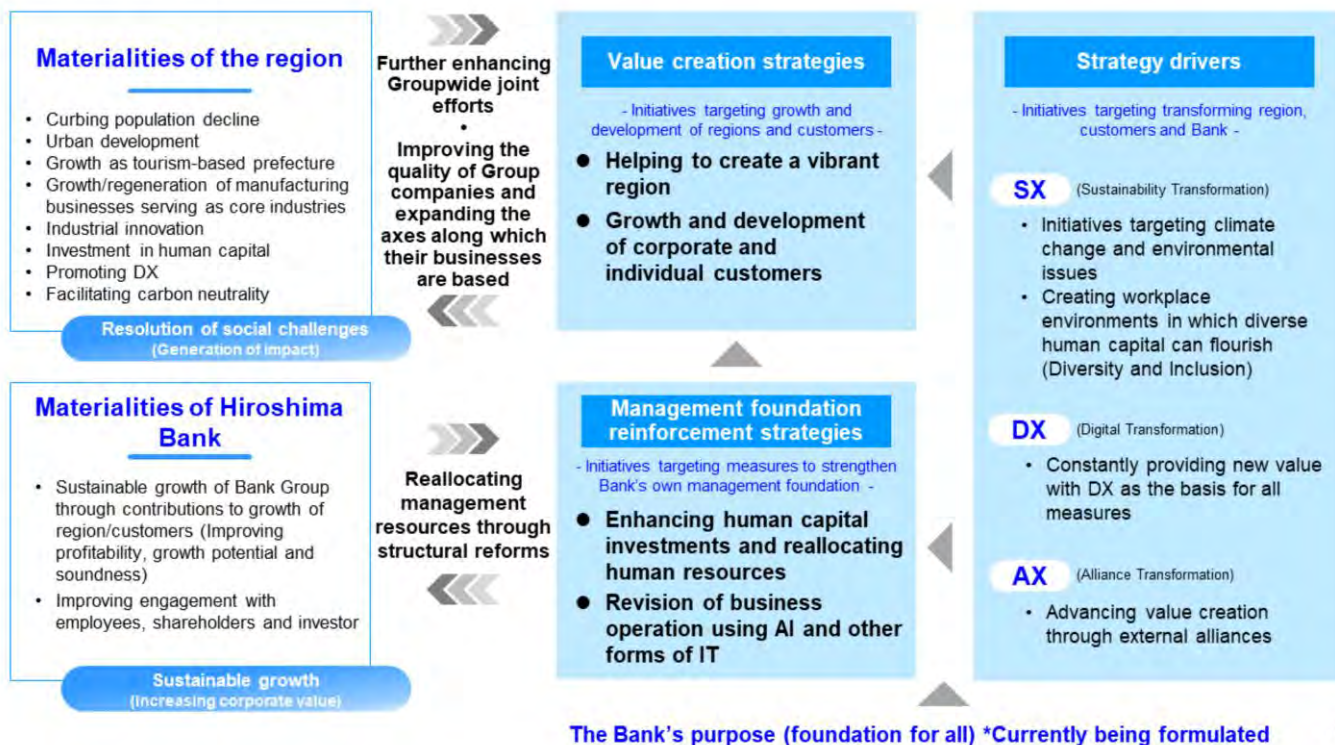 Materialities of the region
• Curbing population decline
• Urban development
• Growth as tourism-based prefecture
• Growth/regeneration of manufacturing
businesses serving as core industries
• Industrial innovation
• Investment in human capital
• Promoting DX
• Facilitating carbon neutrality
Resolution of social challenges
(Generation of impact)
Further enhancing
Groupwide joint
efforts
•
Improving the
quality of Group
companies and
expanding the
axes along which
their businesses
are based
Value creation strategies
- Initiatives targeting growth and
development of regions and customers -
● Helping to create a vibrant
region
● Growth and development
of corporate and
individual customers
Strategy drivers
- Initiatives targeting transforming region,
customers and Bank -
SX (Sustainability Transformation)
• Initiatives targeting climate
change and environmental
issues
• Creating workplace
environments in which diverse
human capital can flourish
(Diversity and Inclusion)
DX (Digital Transformation)
• Constantly providing new value
with DX as the basis for all
measures
AX (Alliance Transformation)
• Advancing value creation
through external alliances
Materialities of Hiroshima
Bank
• Sustainable growth of Bank Group
through contributions to growth of
region/customers (Improving
profitability, growth potential and
soundness)
• Improving engagement with
employees, shareholders and investor
Sustainable growth
(Increasing corporate value)
Reallocating
management
resources through
structural reforms
Management foundation
reinforcement strategies
- Initiatives targeting measures to strengthen
Bank's own management foundation -
● Enhancing human capital
investments and reallocating
human resources
● Revision of business
operation using AI and other
forms of IT
The Bank's purpose (foundation for all) *Currently being formulated